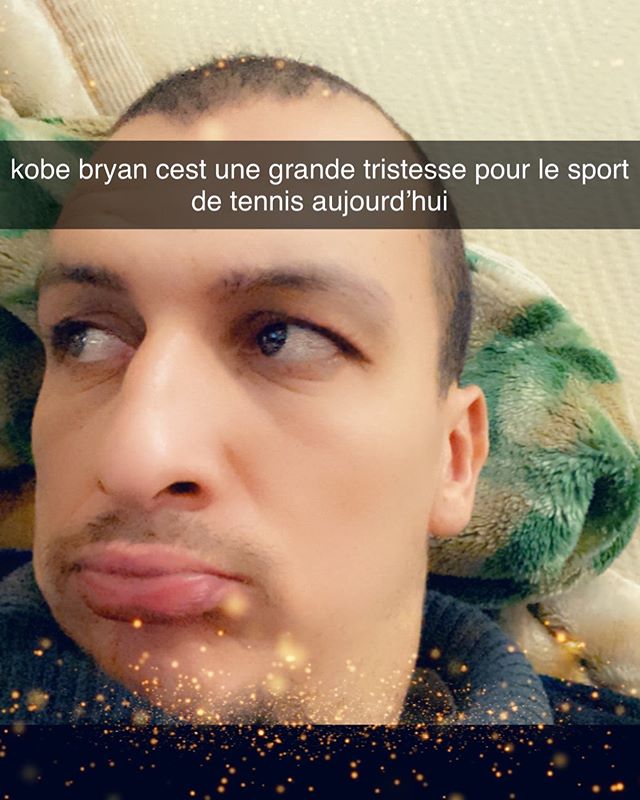 kobe bryan cest une grande tristesse pour le sport
de tennis aujourd’hui